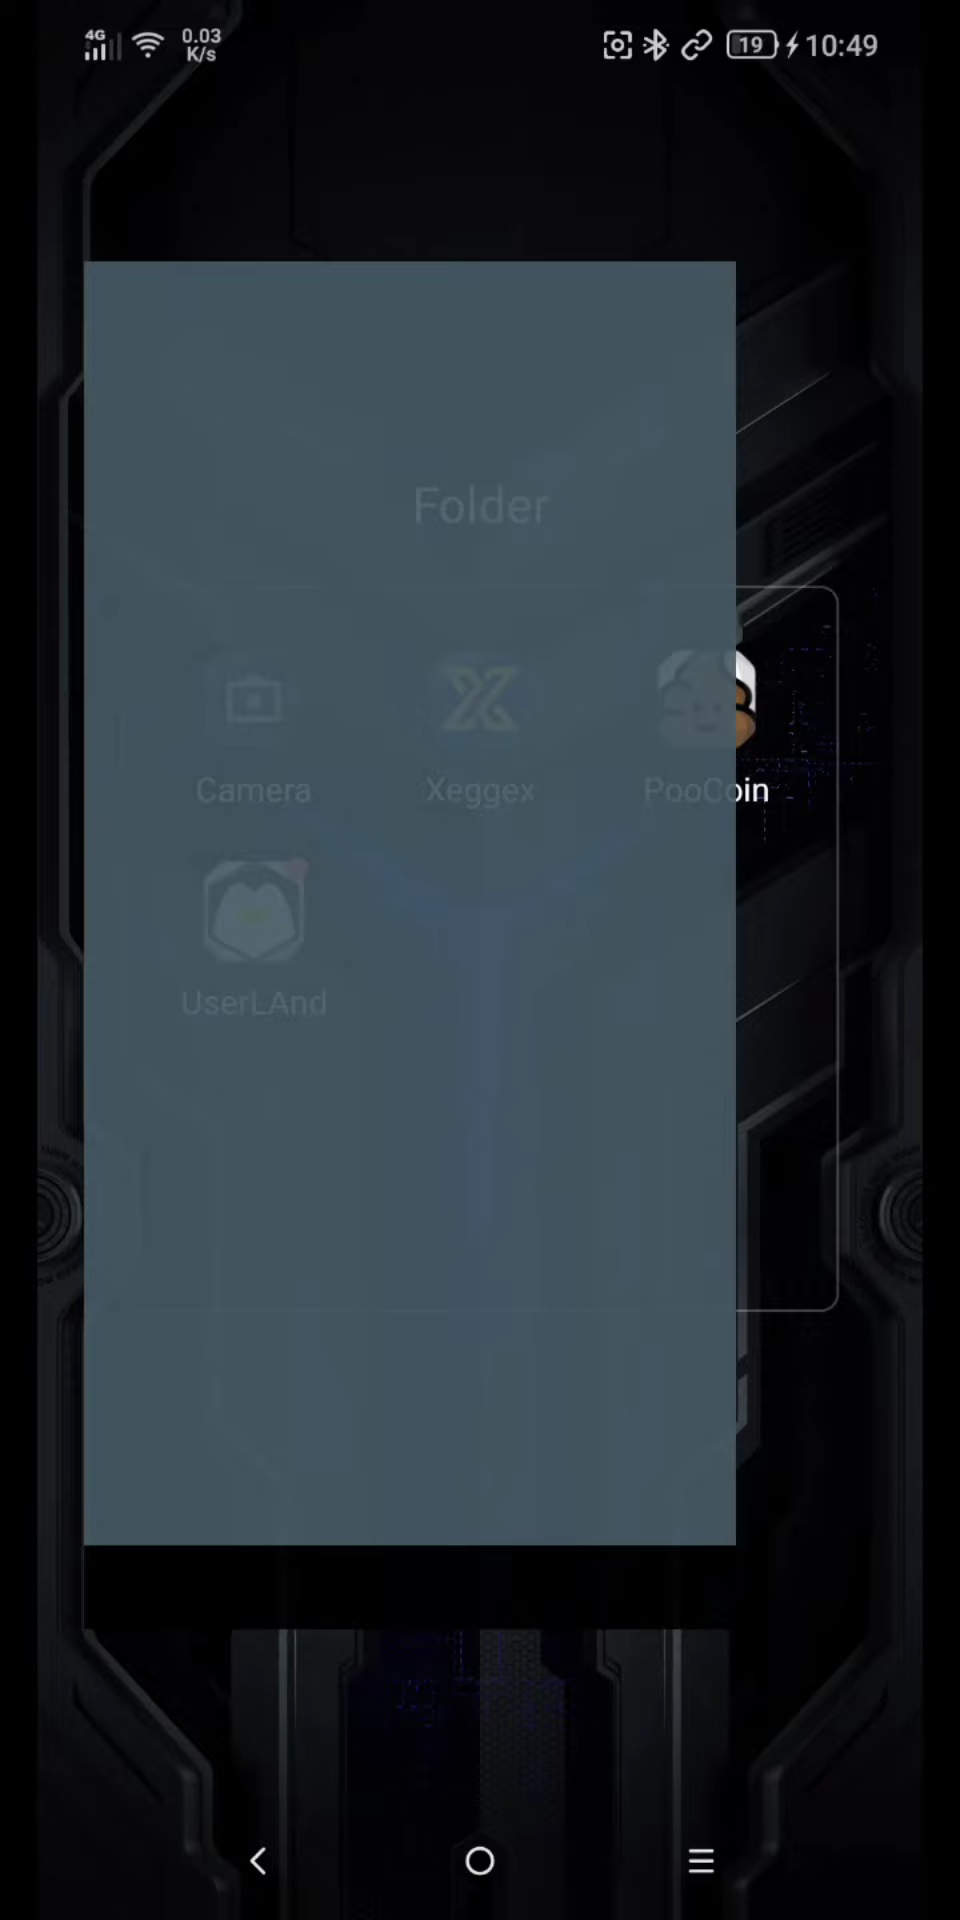 4G
0.03
K/s
19
10:49
Folder
Camera
Xeggex
PooCoin
UserLAnd